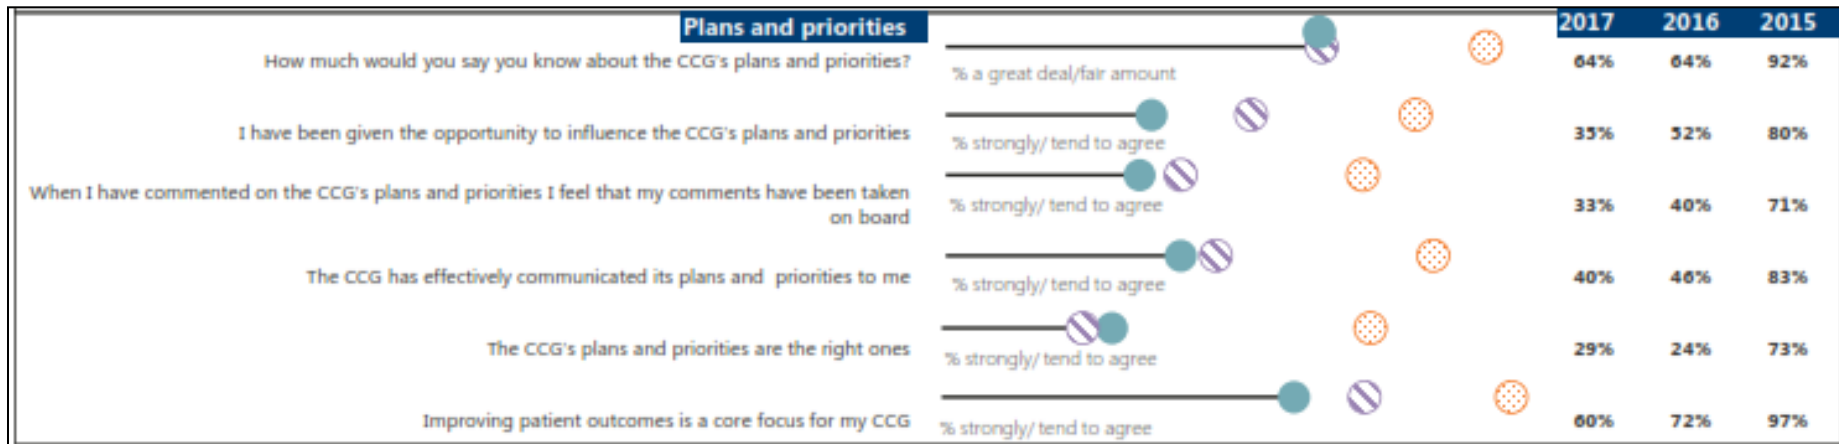 Plans and priorities 2017 2016 2015
How much would you say you know about the CCG's plans and priorities? % a great deal/fair amount 64% 64% 92%
I have been given the opportunity to influence the CCG's plans and priorities % strongly/ tend to agree 35% 52% 80%
When I have commented on the CCG's plans and priorities I feel that my comments have been taken
on board % strongly/ tend to agree 33% 40% 71%
The CCG has effectively communicated its plans and priorities to me % strongly/ tend to agree 40% 46% 83%
The CCG's plans and priorities are the right ones % strongly/ tend to agree 29% 24% 73%
Improving patient outcomes is a core focus for my CCG % strongly/ tend to agree 60% 72% 97%